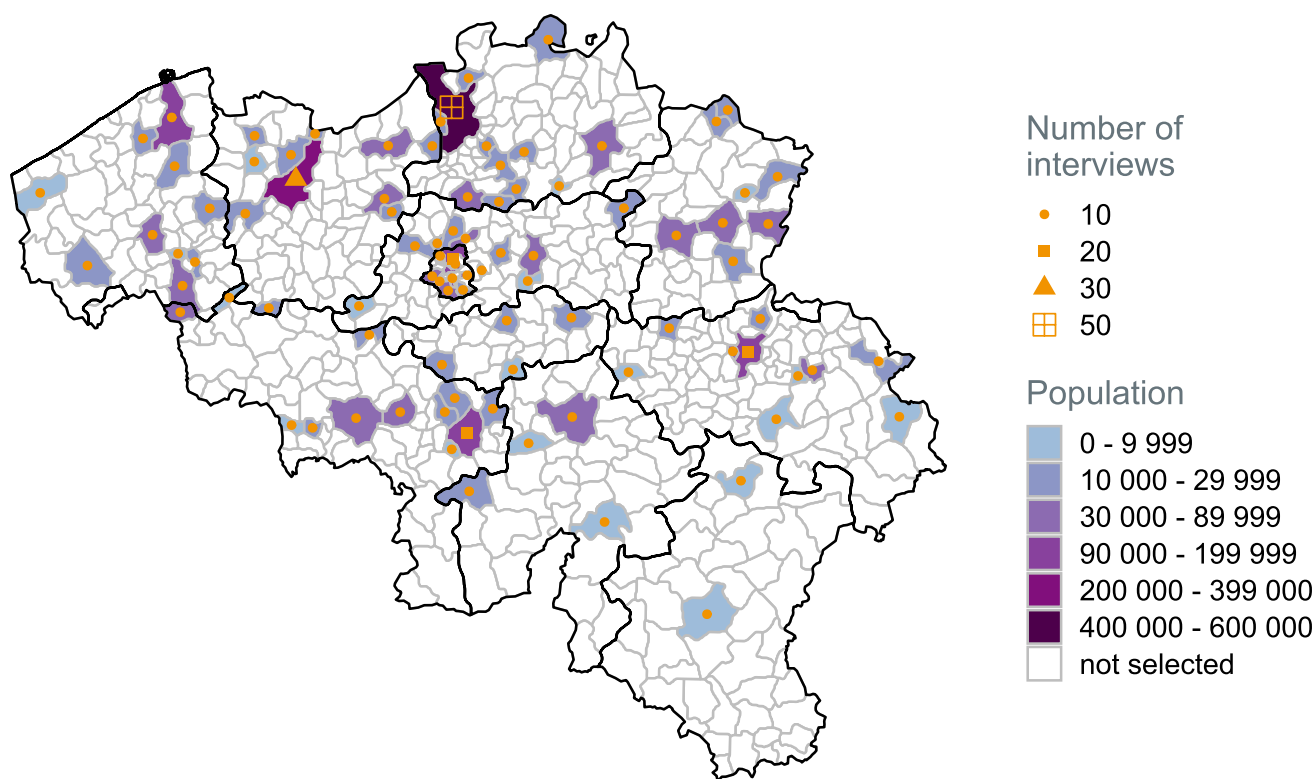 Number of
interviews
10
20
30
50
Population
0 - 9 999
10 000 - 29 999
30 000 - 89 999
90 000 - 199 999
200 000 - 399 000
400 000 - 600 000
not selected